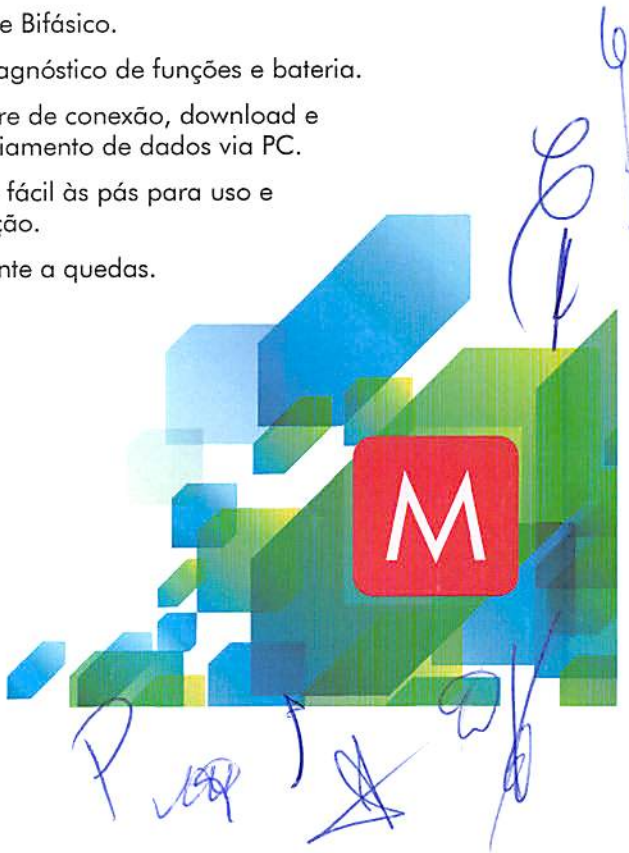 e Bifásico.
agnóstico de funções e bateria.
re de conexão, download e
iamento de dados via PC.
fácil às pás para uso e
ção.
nte a quedas.
M